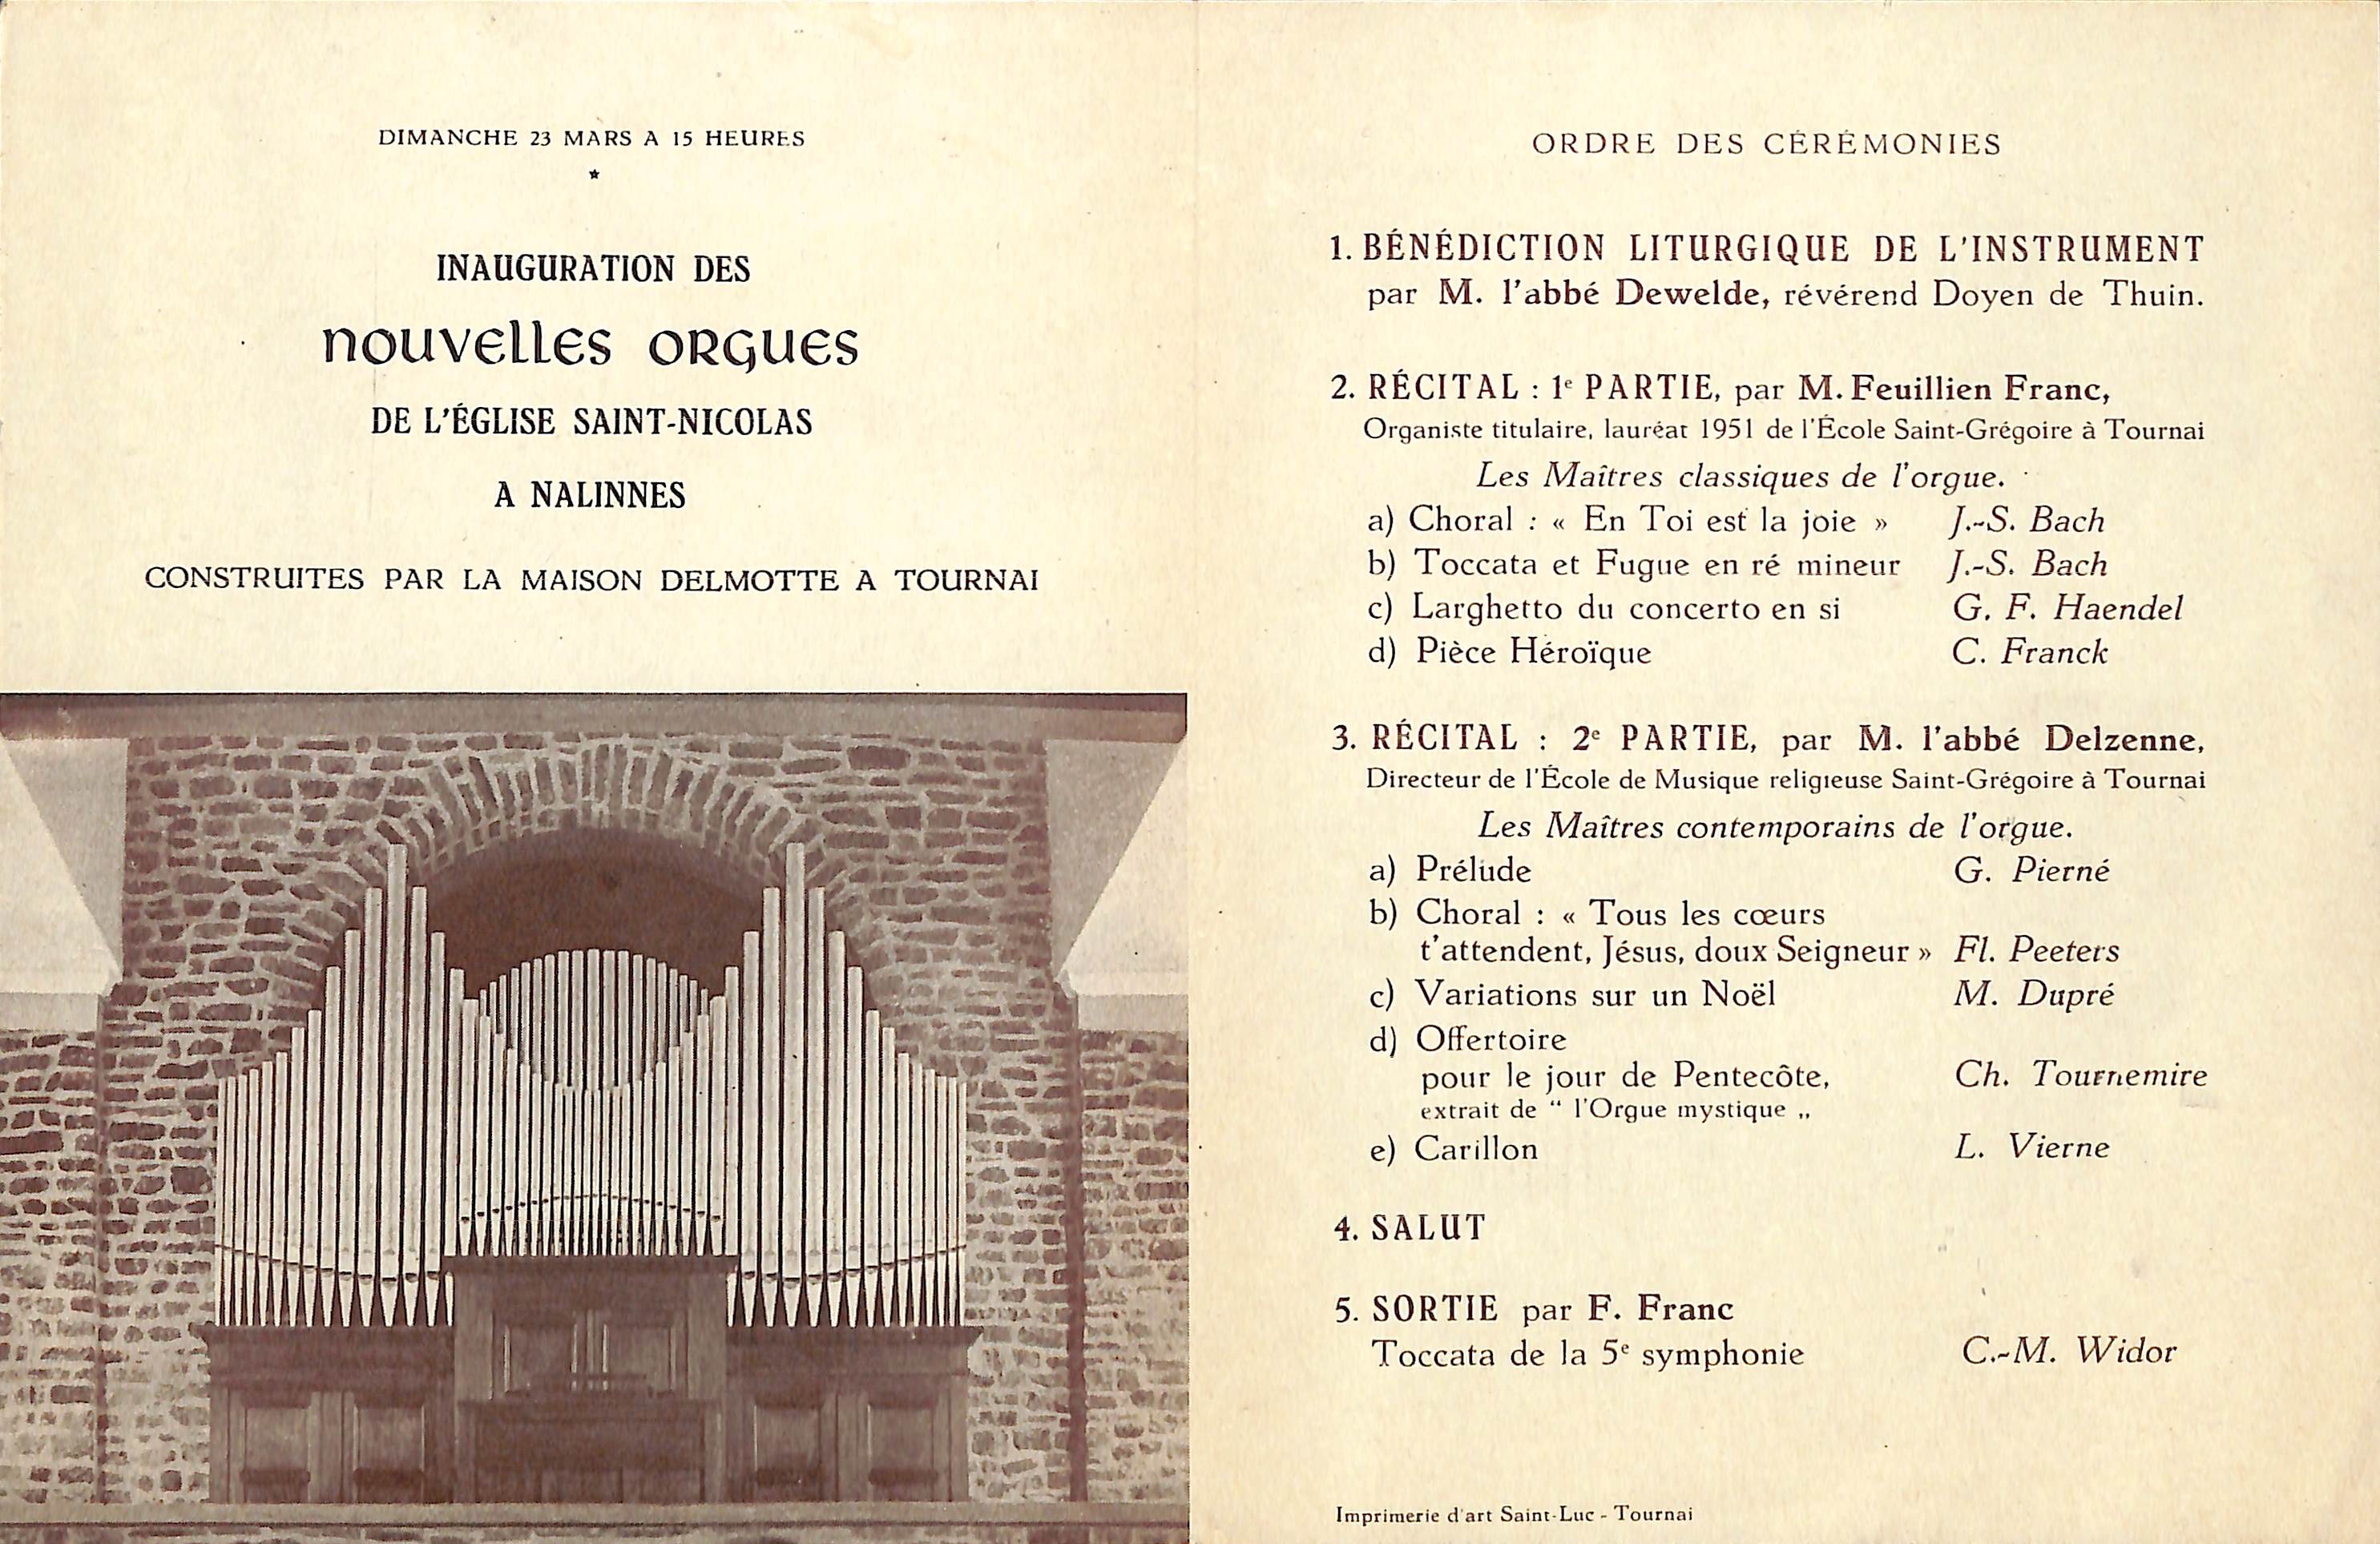 DIMANCHE 23 MARS A 15 HEURES
INAUGURATION DES
NOUVELLES ORGUES
DE L'ÉGLISE SAINT-NICOLAS
A NALINNES
CONSTRUITES PAR LA MAISON DELMOTTE A TOURNAI
ORDRE DES CÉRÉMONIES
1. BÉNÉDICTION LITURGIQUE DE L'INSTRUMENT
par M. l'abbé Dewelde, révérend Doyen de Thuin.
2. RÉCITAL : 1e PARTIE, par M. Feuillien Franc,
Organiste titulaire, lauréat 1951 de l'École Saint-Grégoire à Tournai
Les Maîtres classiques de l'orgue.
a) Choral : « En Toi est la joie » J.-S. Bach
b) Toccata et Fugue en ré mineur J.-S. Bach
c) Larghetto du concerto en si G. F. Haendel
d) Pièce Héroïque C. Franck
3. RÉCITAL : 2e PARTIE, par M. l'abbé Delzenne,
Directeur de l'École de Musique religieuse Saint-Grégoire à Tournai
Les Maîtres contemporains de l'orgue.
a) Prélude G. Pierné
b) Choral : « Tous les cœurs
t'attendent, Jésus, doux Seigneur » Fl. Peeters
c) Variations sur un Noël M. Dupré
d) Offertoire
pour le jour de Pentecôte, Ch. Tournemire
extrait de “ l'Orgue mystique „
e) Carillon L. Vierne
4. SALUT
5. SORTIE par F. Franc
Toccata de la 5e symphonie C.-M. Widor
Imprimerie d'art Saint-Luc - Tournai